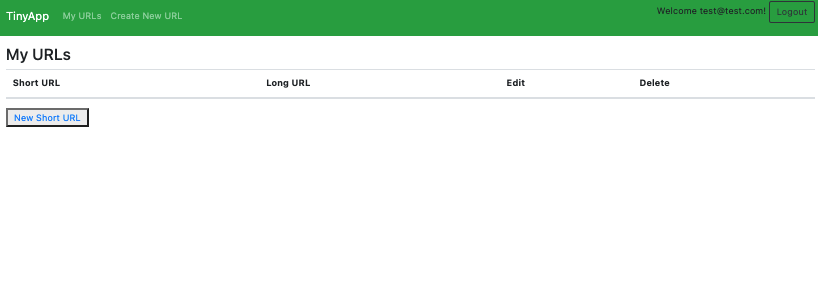 TinyApp My URLs Create New URL Welcome test@test.com! Logout
My URLs
Short URL Long URL Edit Delete
New Short URL